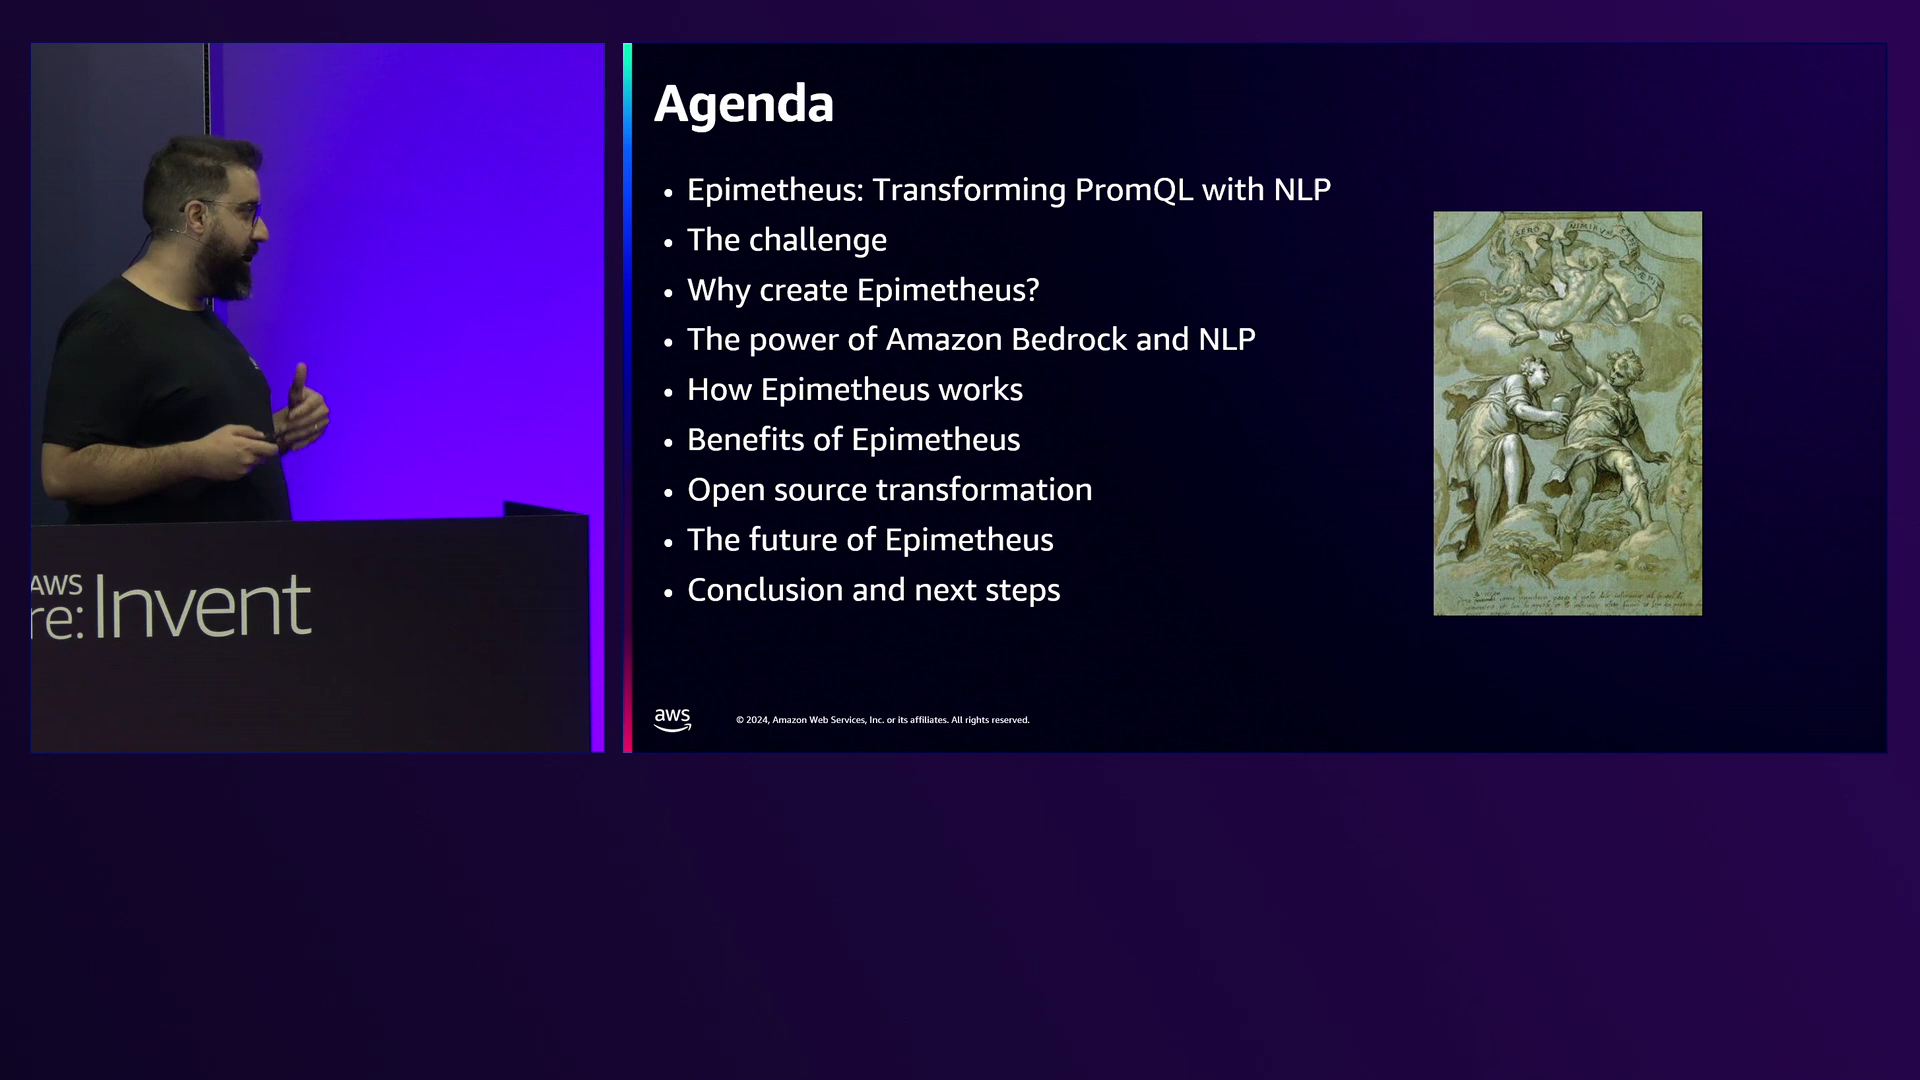 Agenda
• Epimetheus: Transforming PromQL with NLP
• The challenge
• Why create Epimetheus?
• The power of Amazon Bedrock and NLP
• How Epimetheus works
• Benefits of Epimetheus
• Open source transformation
• The future of Epimetheus
• Conclusion and next steps
SERO NIMIRVM
aws
© 2024, Amazon Web Services, Inc. or its affiliates. All rights reserved.
AWS
re:Invent